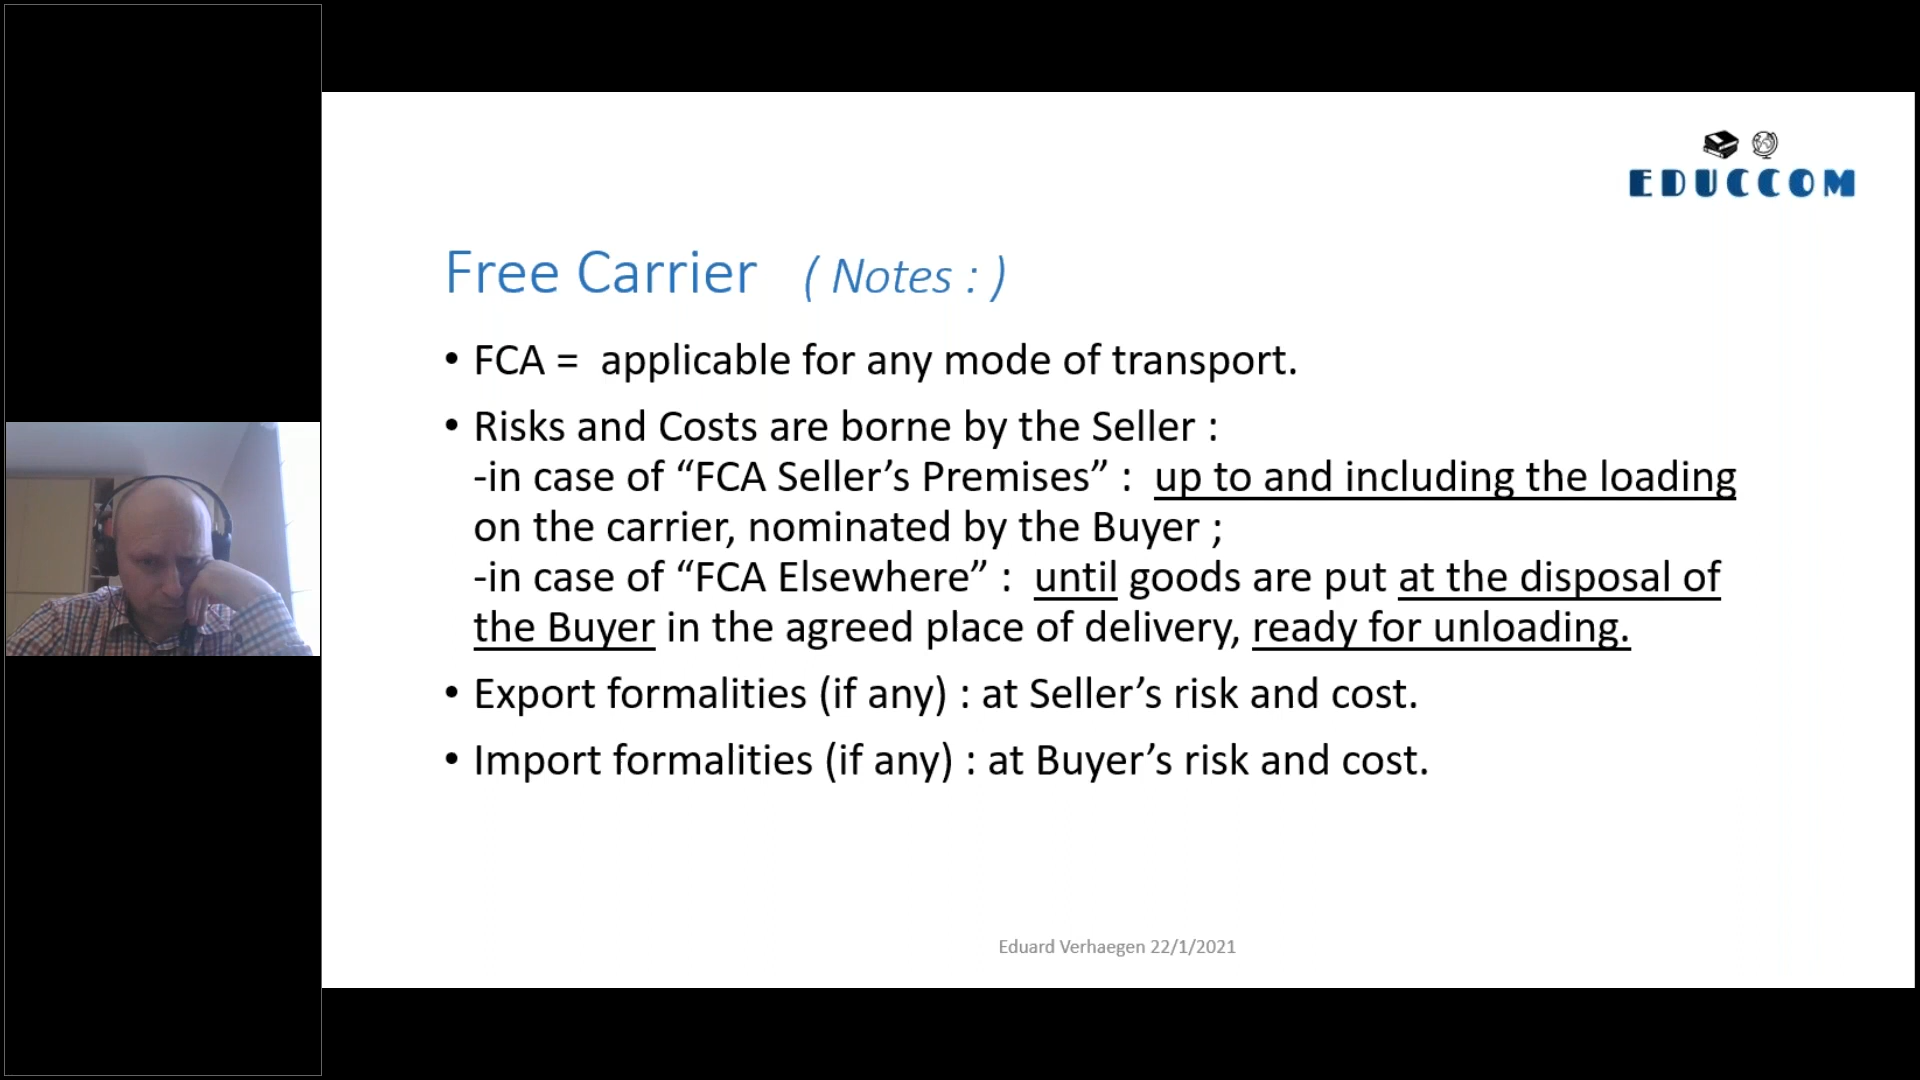 EDUCCOM
Free Carrier ( Notes : )
• FCA = applicable for any mode of transport.
• Risks and Costs are borne by the Seller :
-in case of “FCA Seller’s Premises” : up to and including the loading
on the carrier, nominated by the Buyer ;
-in case of “FCA Elsewhere” : until goods are put at the disposal of
the Buyer in the agreed place of delivery, ready for unloading.
• Export formalities (if any) : at Seller’s risk and cost.
• Import formalities (if any) : at Buyer’s risk and cost.
Eduard Verhaegen 22/1/2021